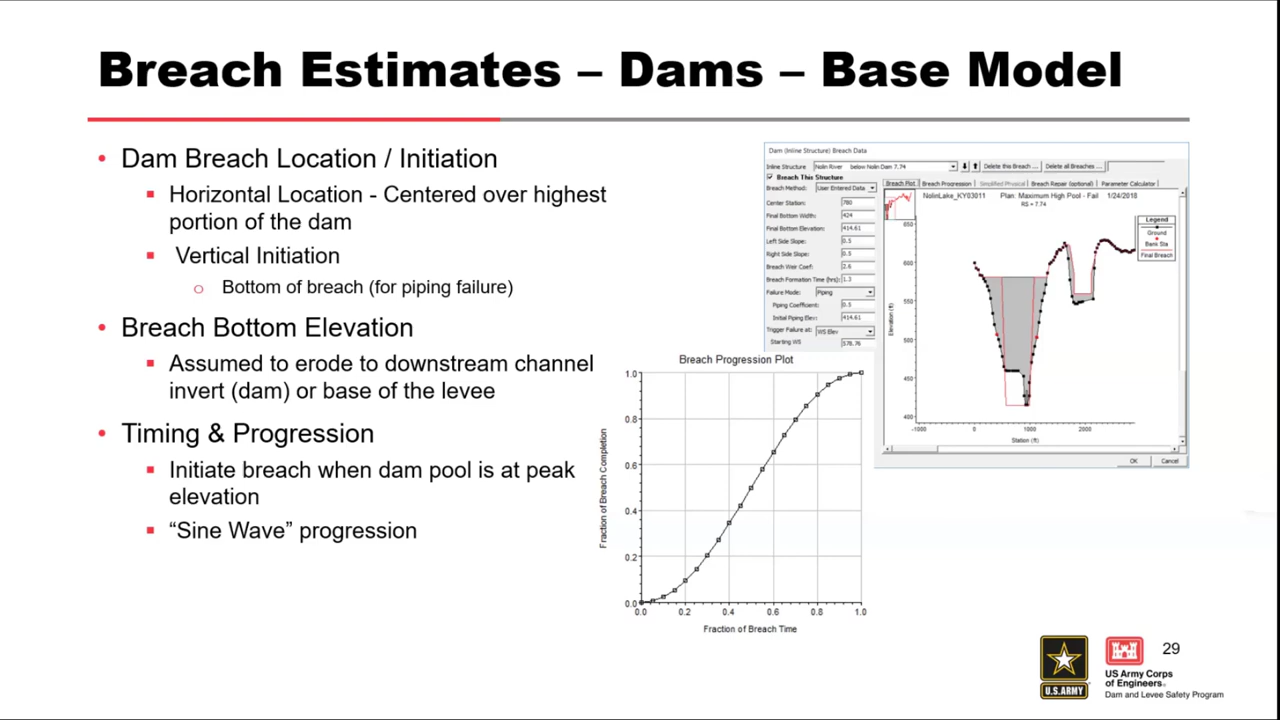 Breach Estimates – Dams – Base Model
• Dam Breach Location / Initiation
▪ Horizontal Location - Centered over highest
portion of the dam
▪ Vertical Initiation
o Bottom of breach (for piping failure)
• Breach Bottom Elevation
▪ Assumed to erode to downstream channel
invert (dam) or base of the levee
• Timing & Progression
▪ Initiate breach when dam pool is at peak
elevation
▪ “Sine Wave” progression
Dam (Inline Structure) Breach Data
Inline Structure Nolin River below Nolin Dam 7.74 Delete this Breach ... Delete all Breaches ...
Breach This Structure
Breach Method: User Entered Data
Center Station: 780
Final Bottom Width: 424
Final Bottom Elevation: 414.61
Left Side Slope: 0.5
Right Side Slope: 0.5
Breach Weir Coef: 2.6
Breach Formation Time (hrs): 1.3
Failure Mode: Piping
Piping Coefficient: 0.5
Initial Piping Elev: 414.61
Trigger Failure at: WS Elev
Starting WS 578.76
Breach Plot Breach Progression Simplified Physical Breach Repair (optional) Parameter Calculator
NolinLake_KY03011 Plan: Maximum High Pool - Fail 1/24/2018
RS = 7.74
Legend
Ground
Bank Sta
Final Breach
Elevation (ft)
650
600
550
500
450
400
-1000 0 1000 2000
Station (ft)
OK Cancel
Breach Progression Plot
Fraction of Breach Completion
1.0
0.8
0.6
0.4
0.2
0.0
0.0 0.2 0.4 0.6 0.8 1.0
Fraction of Breach Time
U.S.ARMY
US Army Corps
of Engineers®
Dam and Levee Safety Program
29